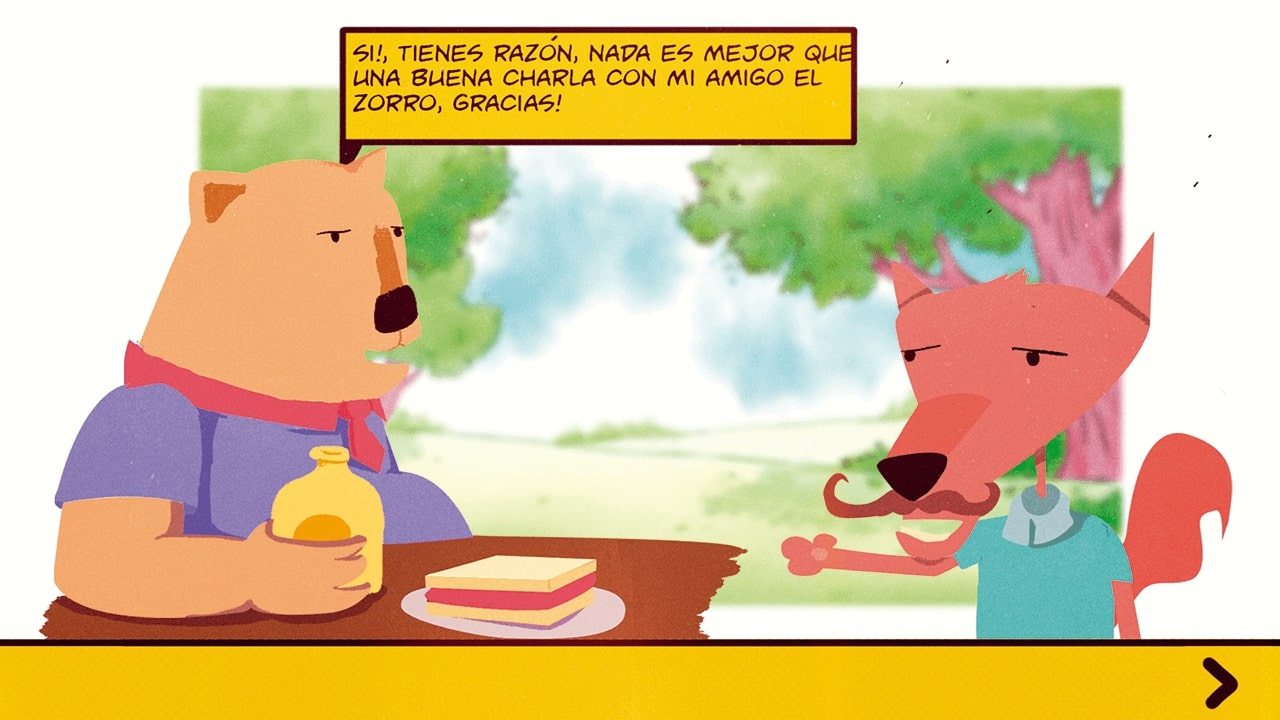 SI!, TIENES RAZÓN, NADA ES MEJOR QUE
UNA BUENA CHARLA CON MI AMIGO EL
ZORRO, GRACIAS!